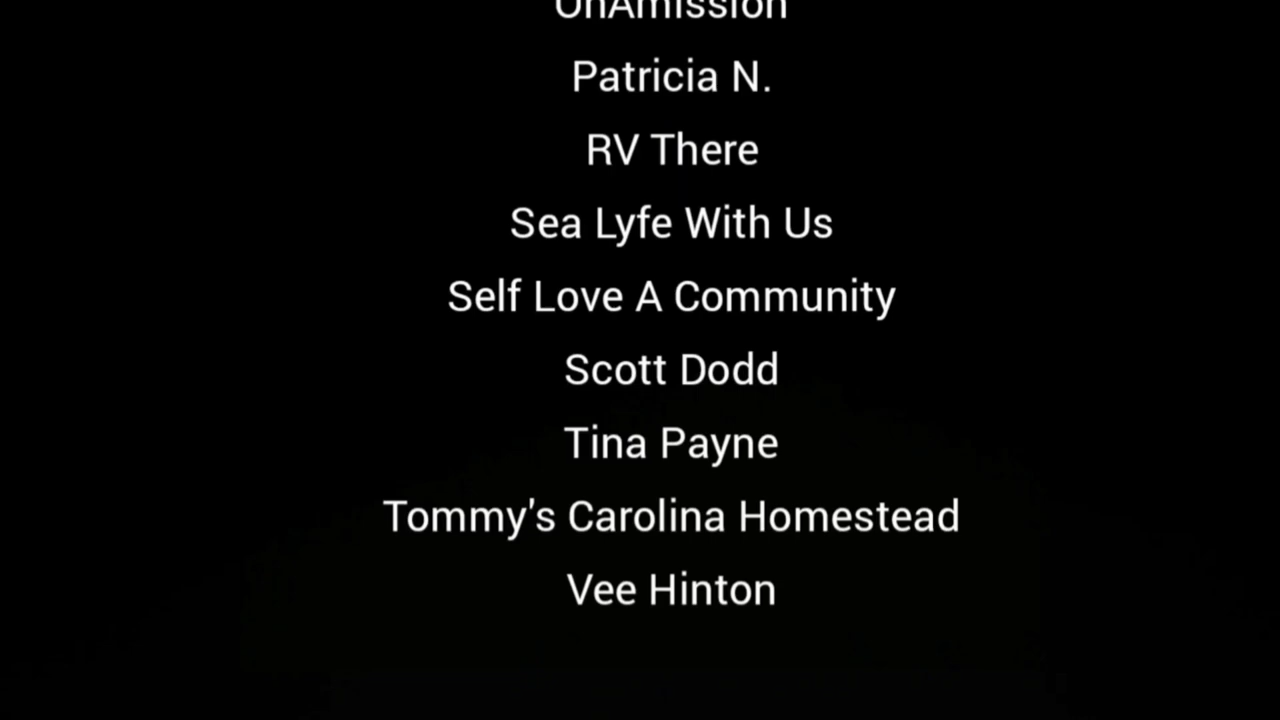 OnAmission
Patricia N.
RV There
Sea Lyfe With Us
Self Love A Community
Scott Dodd
Tina Payne
Tommy's Carolina Homestead
Vee Hinton